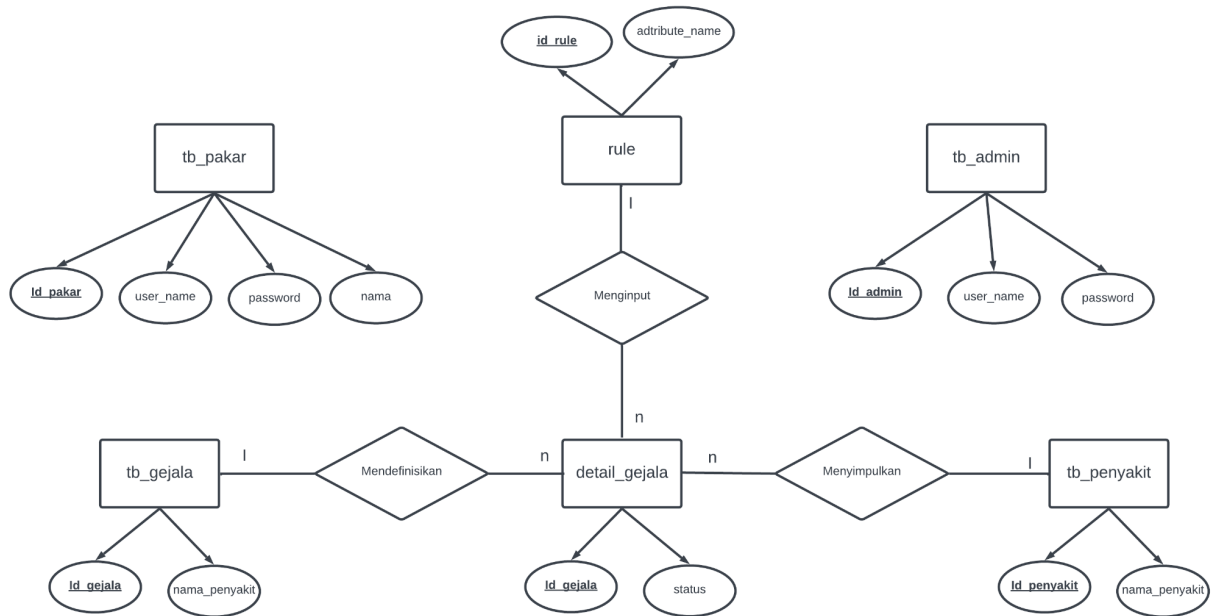 id_rule
adtribute_name
tb_pakar
rule
tb_admin
I
Id_pakar
user_name
password
nama
Menginput
Id_admin
user_name
password
n
tb_gejala
I
Mendefinisikan
n
detail_gejala
n
Menyimpulkan
I
tb_penyakit
Id_gejala
nama_penyakit
Id_gejala
status
Id_penyakit
nama_penyakit